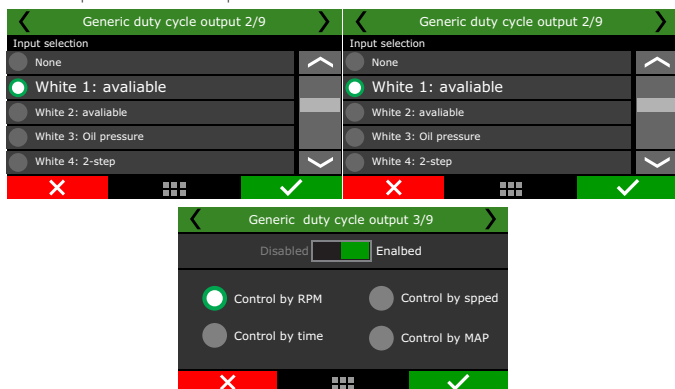 Generic duty cycle output 2/9
Input selection
None
White 1: avaliable
White 2: avaliable
White 3: Oil pressure
White 4: 2-step
Generic duty cycle output 2/9
Input selection
None
White 1: avaliable
White 2: avaliable
White 3: Oil pressure
White 4: 2-step
Generic duty cycle output 3/9
Disabled Enalbed
Control by RPM Control by spped
Control by time Control by MAP